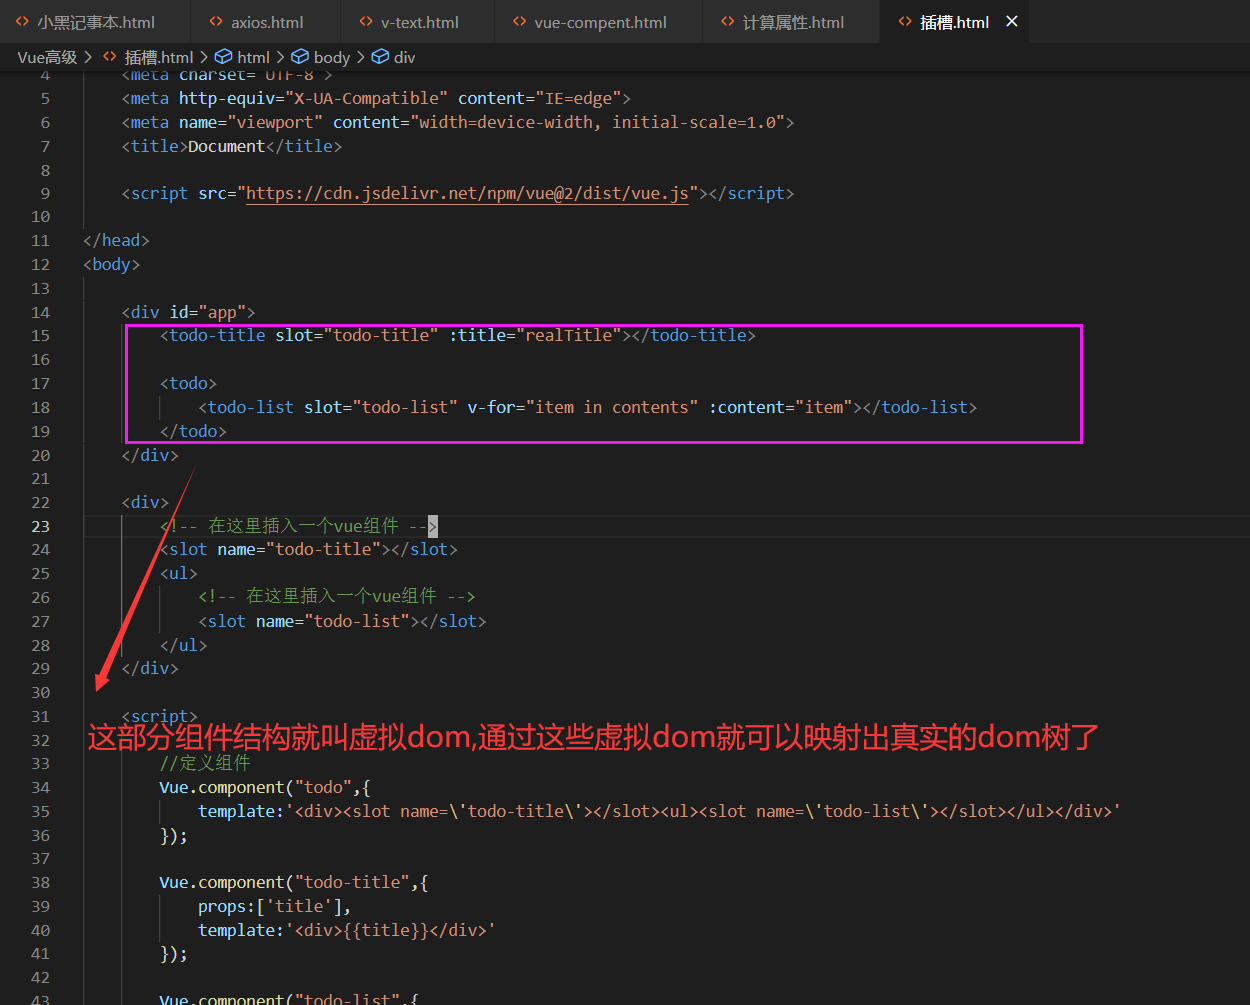 小黑记事本.html axios.html v-text.html vue-compent.html 计算属性.html 插槽.html
Vue高级 插槽.html html body div
4 <meta charset="UTF-8">
5 <meta http-equiv="X-UA-Compatible" content="IE=edge">
6 <meta name="viewport" content="width=device-width, initial-scale=1.0">
7 <title>Document</title>
8
9 <script src="https://cdn.jsdelivr.net/npm/vue@2/dist/vue.js"></script>
10
11 </head>
12 <body>
13
14 <div id="app">
15 <todo-title slot="todo-title" :title="realTitle"></todo-title>
16
17 <todo>
18 <todo-list slot="todo-list" v-for="item in contents" :content="item"></todo-list>
19 </todo>
20 </div>
21
22 <div>
23 <!-- 在这里插入一个vue组件 -->
24 <slot name="todo-title"></slot>
25 <ul>
26 <!-- 在这里插入一个vue组件 -->
27 <slot name="todo-list"></slot>
28 </ul>
29 </div>
30
31 <script>
32 这部分组件结构就叫虚拟dom,通过这些虚拟dom就可以映射出真实的dom树了
33 //定义组件
34 Vue.component("todo",{
35 template:'<div><slot name=\'todo-title\'></slot><ul><slot name=\'todo-list\'></slot></ul></div>'
36 });
37
38 Vue.component("todo-title",{
39 props:['title'],
40 template:'<div>{{title}}</div>'
41 });
42
43 Vue.component("todo-list",{